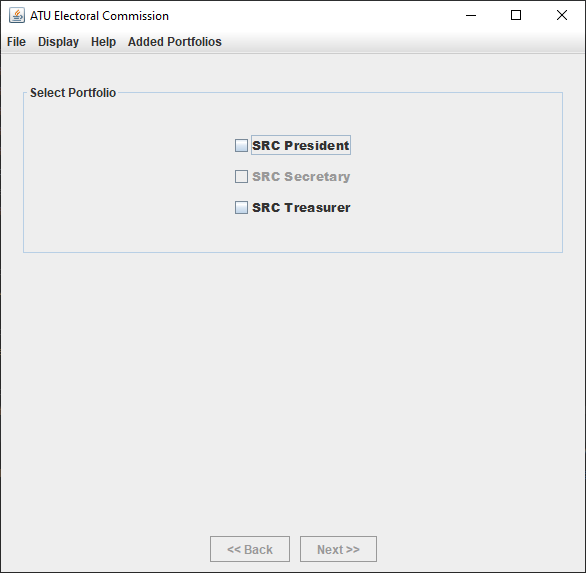 ATU Electoral Commission
File Display Help Added Portfolios
Select Portfolio
SRC President
SRC Secretary
SRC Treasurer
<< Back Next >>